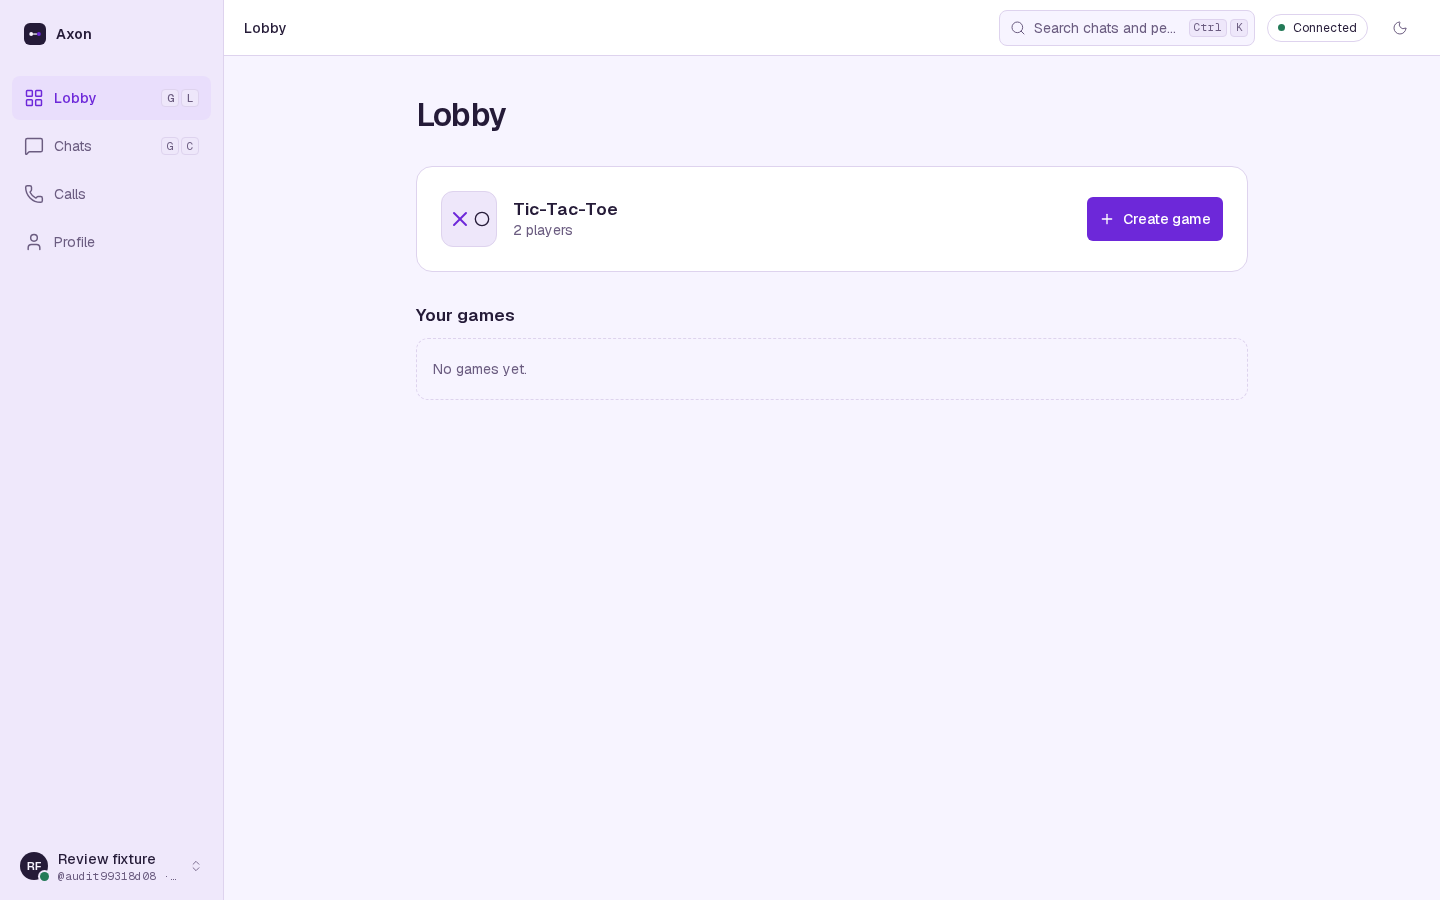 Axon
Lobby G L
Chats G C
Calls
Profile
Review fixture
@audit99318d08 ·…
Lobby
Search chats and pe… Ctrl K
Connected
Lobby
Tic-Tac-Toe
2 players
Create game
Your games
No games yet.
RF